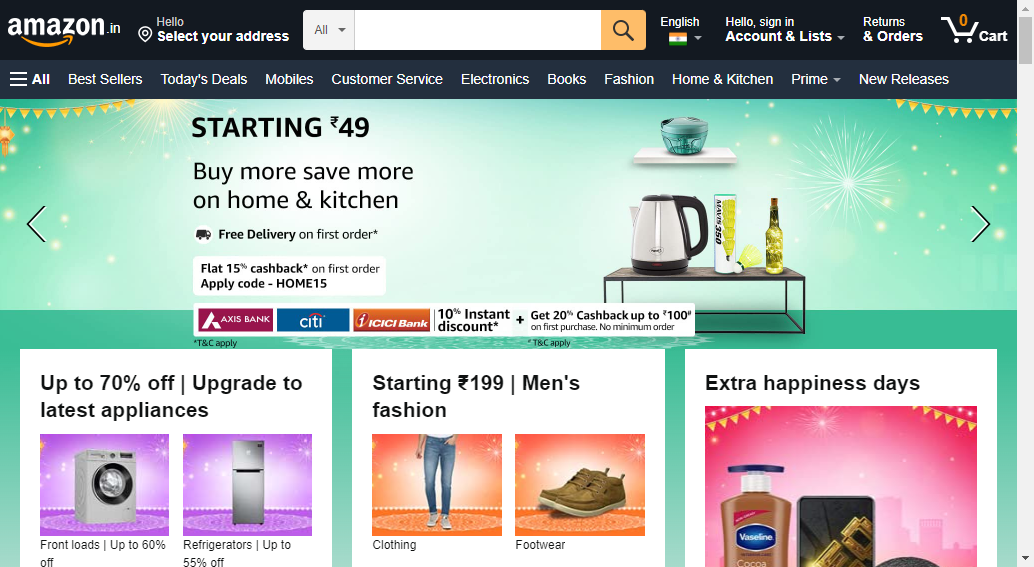 amazon.in
Hello
Select your address
All
English
Hello, sign in
Account & Lists
Returns
& Orders
0
Cart
All
Best Sellers
Today's Deals
Mobiles
Customer Service
Electronics
Books
Fashion
Home & Kitchen
Prime
New Releases
STARTING ₹49
Buy more save more
on home & kitchen
Free Delivery on first order*
Flat 15% cashback* on first order
Apply code - HOME15
AXIS BANK
citi
ICICI Bank
10% Instant
discount*
+
Get 20% Cashback up to ₹100#
on first purchase. No minimum order
*T&C apply
# T&C apply
MAVIS 350
Up to 70% off | Upgrade to
latest appliances
Front loads | Up to 60%
off
Refrigerators | Up to
55% off
Starting ₹199 | Men's
fashion
Clothing
Footwear
Extra happiness days
Vaseline
Cocoa